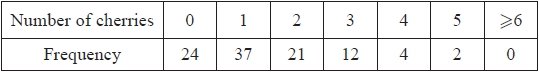 Number of cherries 0 1 2 3 4 5 ⩾6
Frequency 24 37 21 12 4 2 0